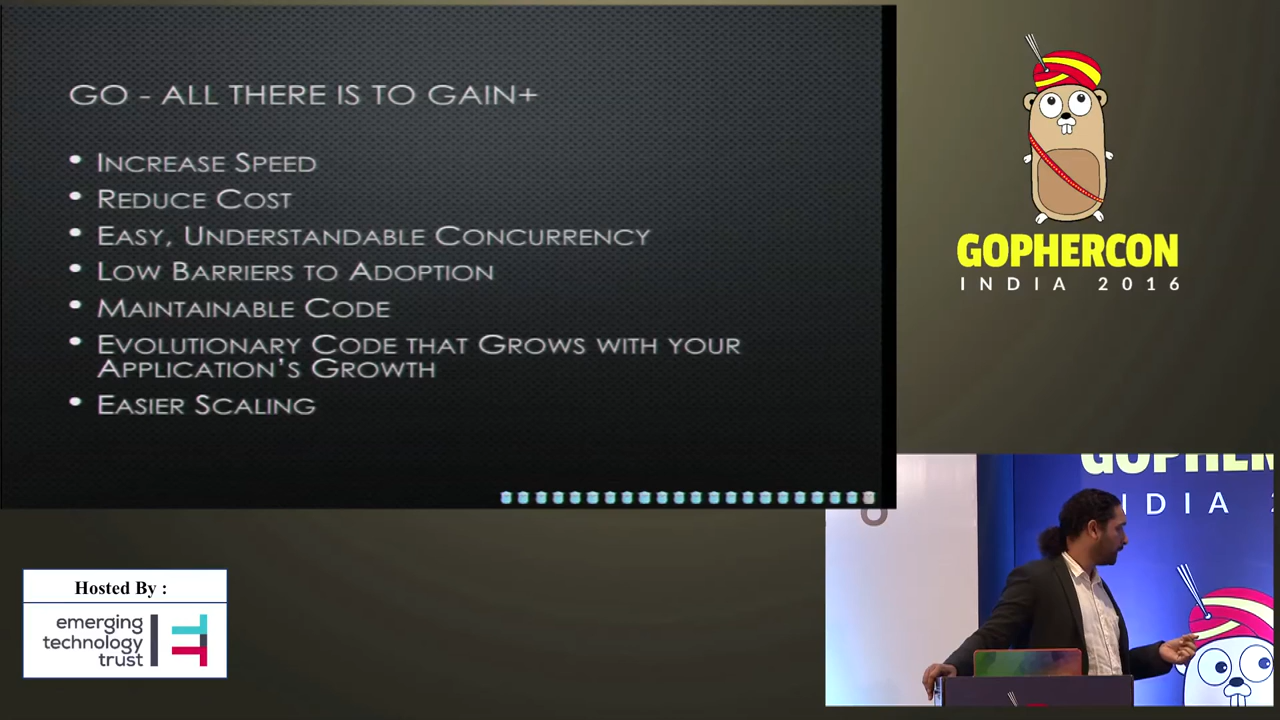 GO - ALL THERE IS TO GAIN+
• INCREASE SPEED
• REDUCE COST
• EASY, UNDERSTANDABLE CONCURRENCY
• LOW BARRIERS TO ADOPTION
• MAINTAINABLE CODE
• EVOLUTIONARY CODE THAT GROWS WITH YOUR
APPLICATION'S GROWTH
• EASIER SCALING
GOPHERCON
INDIA 2016
Hosted By :
emerging
technology
trust
INDIA